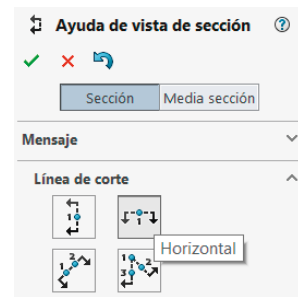 Ayuda de vista de sección
Sección Media sección
Mensaje
Línea de corte
Horizontal